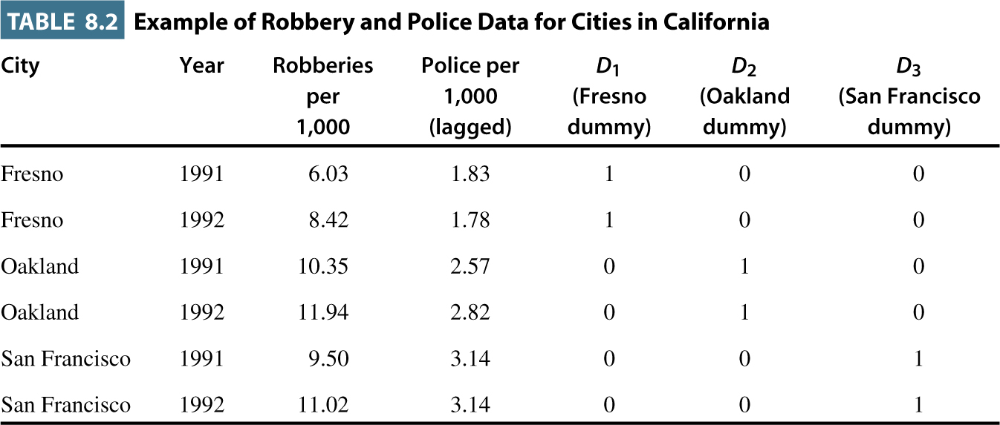 TABLE 8.2 Example of Robbery and Police Data for Cities in California
City Year Robberies per 1,000 Police per 1,000 (lagged) D1 (Fresno dummy) D2 (Oakland dummy) D3 (San Francisco dummy)
Fresno 1991 6.03 1.83 1 0 0
Fresno 1992 8.42 1.78 1 0 0
Oakland 1991 10.35 2.57 0 1 0
Oakland 1992 11.94 2.82 0 1 0
San Francisco 1991 9.50 3.14 0 0 1
San Francisco 1992 11.02 3.14 0 0 1